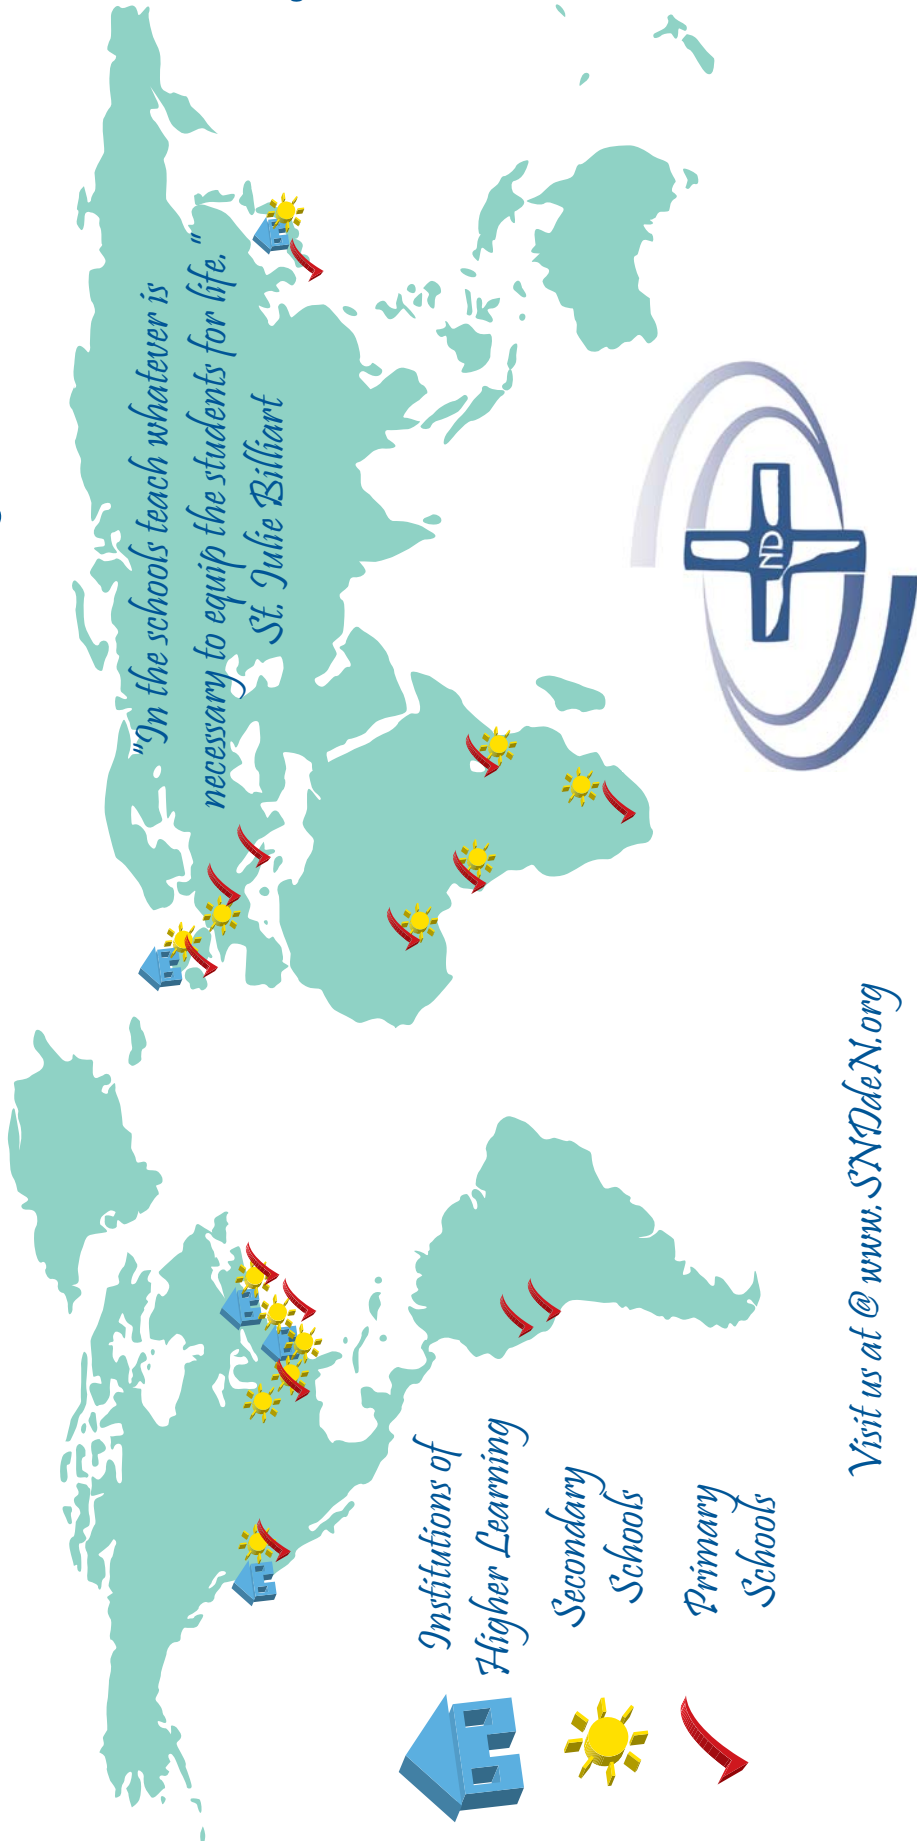 "In the schools teach whatever is
necessary to equip the students for life."
St. Julie Billiart
Institutions of
Higher Learning
Secondary
Schools
Primary
Schools
ND
Visit us at @ www.SNDdeN.org